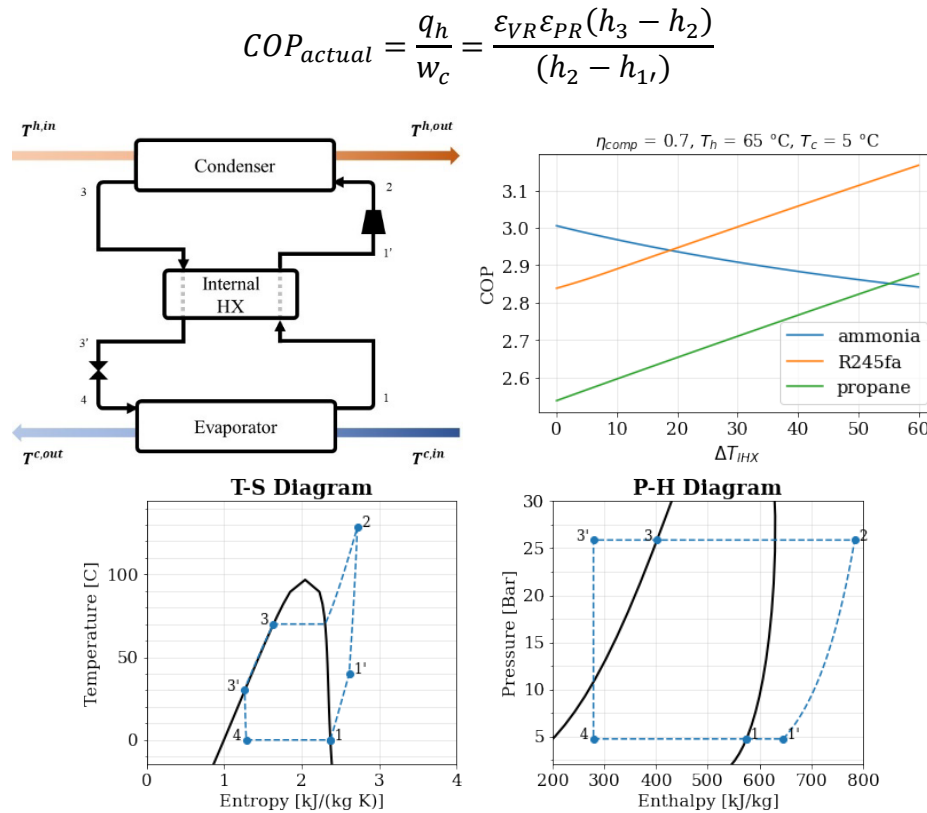 COP_actual = q_h / w_c = ε_VR ε_PR (h_3 − h_2) / (h_2 − h_1′)
T^h,in
T^h,out
Condenser
3
2
1'
Internal
HX
3'
4
1
Evaporator
T^c,out
T^c,in
η_comp = 0.7, T_h = 65 °C, T_c = 5 °C
COP
3.1
3.0
2.9
2.8
2.7
2.6
ammonia
R245fa
propane
0 10 20 30 40 50 60
ΔT_IHX
T-S Diagram
Temperature [C]
100
50
0
2
3
1'
3'
4
1
0 1 2 3 4
Entropy [kJ/(kg K)]
P-H Diagram
Pressure [Bar]
30
25
20
15
10
5
3'
3
2
4
1
1'
200 300 400 500 600 700 800
Enthalpy [kJ/kg]